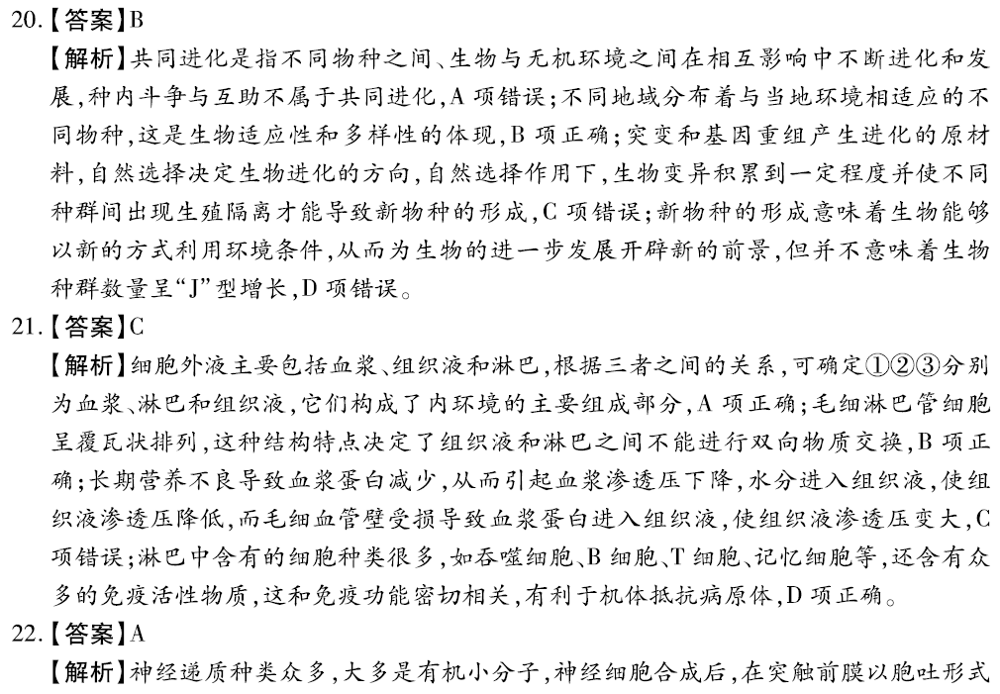 20.【答案】B
【解析】共同进化是指不同物种之间、生物与无机环境之间在相互影响中不断进化和发
展,种内斗争与互助不属于共同进化,A 项错误;不同地域分布着与当地环境相适应的不
同物种,这是生物适应性和多样性的体现,B 项正确;突变和基因重组产生进化的原材
料,自然选择决定生物进化的方向,自然选择作用下,生物变异积累到一定程度并使不同
种群间出现生殖隔离才能导致新物种的形成,C 项错误;新物种的形成意味着生物能够
以新的方式利用环境条件,从而为生物的进一步发展开辟新的前景,但并不意味着生物
种群数量呈“J”型增长,D 项错误。
21.【答案】C
【解析】细胞外液主要包括血浆、组织液和淋巴,根据三者之间的关系,可确定①②③分别
为血浆、淋巴和组织液,它们构成了内环境的主要组成部分,A 项正确;毛细淋巴管细胞
呈覆瓦状排列,这种结构特点决定了组织液和淋巴之间不能进行双向物质交换,B 项正
确;长期营养不良导致血浆蛋白减少,从而引起血浆渗透压下降,水分进入组织液,使组
织液渗透压降低,而毛细血管壁受损导致血浆蛋白进入组织液,使组织液渗透压变大,C
项错误;淋巴中含有的细胞种类很多,如吞噬细胞、B 细胞、T 细胞、记忆细胞等,还含有众
多的免疫活性物质,这和免疫功能密切相关,有利于机体抵抗病原体,D 项正确。
22.【答案】A
【解析】神经递质种类众多,大多是有机小分子,神经细胞合成后,在突触前膜以胞吐形式